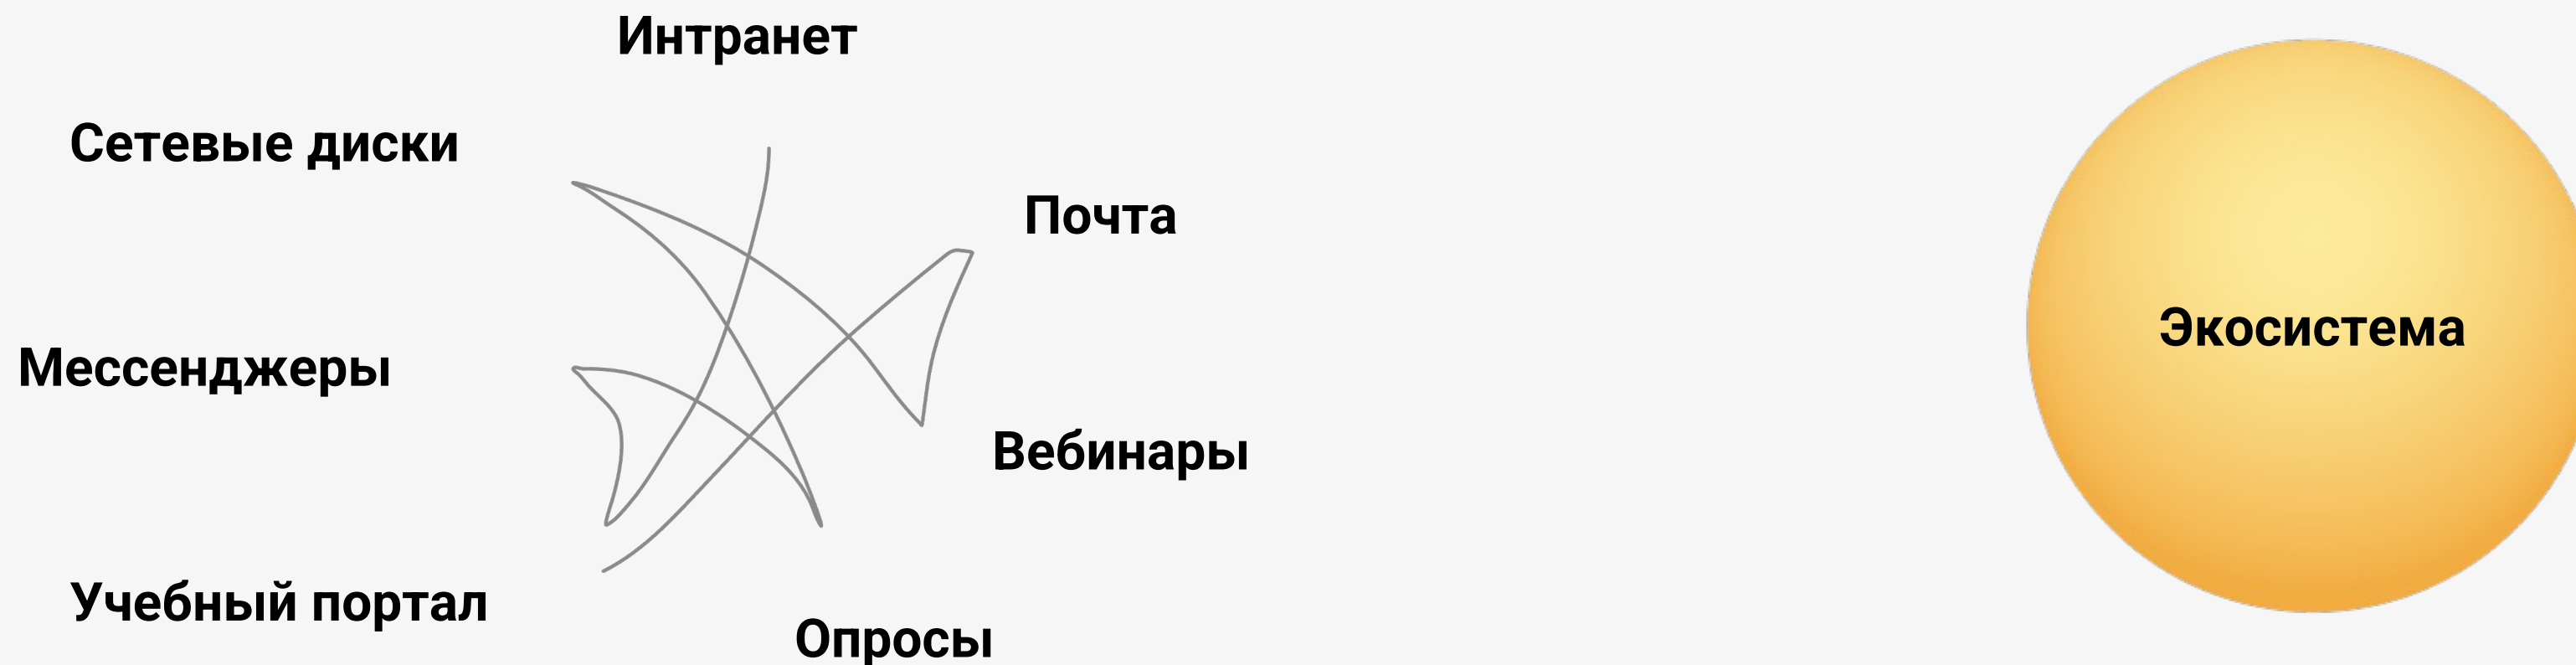 Интранет
Сетевые диски
Почта
Экосистема
Мессенджеры
Вебинары
Учебный портал
Опросы